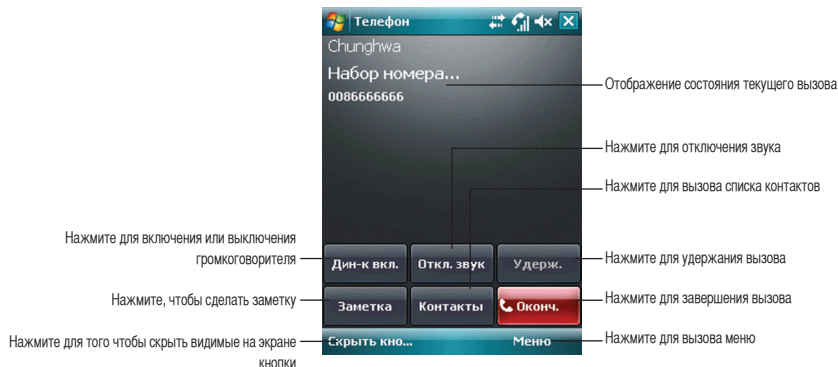 Телефон
Chunghwa
Набор номера...
0086666666
Отображение состояния текущего вызова
Нажмите для отключения звука
Нажмите для вызова списка контактов
Нажмите для включения или выключения
громкоговорителя
Дин-к вкл.
Откл. звук
Удерж.
Нажмите для удержания вызова
Нажмите, чтобы сделать заметку
Заметка
Контакты
Оконч.
Нажмите для завершения вызова
Нажмите для того чтобы скрыть видимые на экране
кнопки
Скрыть кно...
Меню
Нажмите для вызова меню